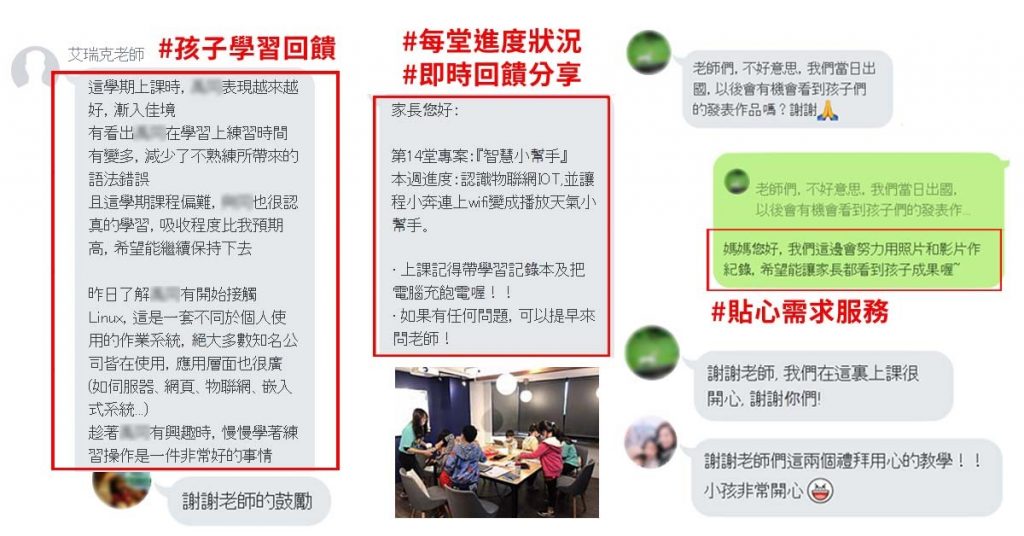 艾瑞克老師
#孩子學習回饋
這學期上課時, 表現越來越
好, 漸入佳境
有看出 在學習上練習時間
有變多, 減少了不熟練所帶來的
語法錯誤
且這學期課程偏難, 也很認
真的學習, 吸收程度比我預期
高, 希望能繼續保持下去
昨日了解 有開始接觸
Linux, 這是一套不同於個人使
用的作業系統, 絕大多數知名公
司皆在使用, 應用層面也很廣
(如伺服器、網頁、物聯網、嵌入
式系統...)
趁著 有興趣時, 慢慢學著練
習操作是一件非常好的事情
謝謝老師的鼓勵
#每堂進度狀況
#即時回饋分享
家長您好:
第14堂專案:『智慧小幫手』
本週進度:認識物聯網IOT,並讓
程小奔連上wifi變成播放天氣小
幫手。
· 上課記得帶學習記錄本及把
電腦充飽電喔!!
· 如果有任何問題, 可以提早來
問老師!
老師們, 不好意思, 我們當日出
國, 以後會有機會看到孩子們
的發表作品嗎?謝謝🙏
老師們, 不好意思, 我們當日出國,
以後會有機會看到孩子們的發表作...
媽媽您好, 我們這邊會努力用照片和影片作
紀錄, 希望能讓家長都看到孩子成果喔~
#貼心需求服務
謝謝老師, 我們在這裏上課很
開心, 謝謝你們!
謝謝老師們這兩個禮拜用心的教學!!
小孩非常開心😆